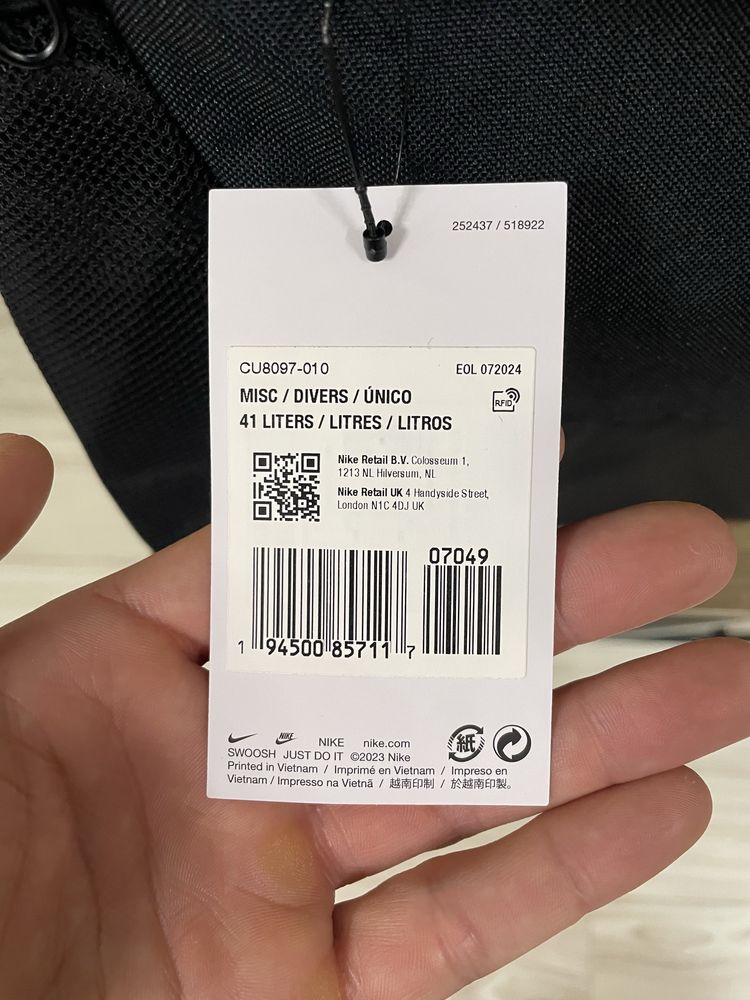 252437 / 518922
CU8097-010
EOL 072024
MISC / DIVERS / ÚNICO
RFID
41 LITERS / LITRES / LITROS
Nike Retail B.V. Colosseum 1,
1213 NL Hilversum, NL
Nike Retail UK 4 Handyside Street,
London N1C 4DJ UK
07049
1 94500 85711 7
NIKE NIKE nike.com
紙
SWOOSH JUST DO IT ©2023 Nike
Printed in Vietnam / Imprimé en Vietnam / Impreso en
Vietnam / Impresso na Vietnã / 越南印制 / 於越南印製。